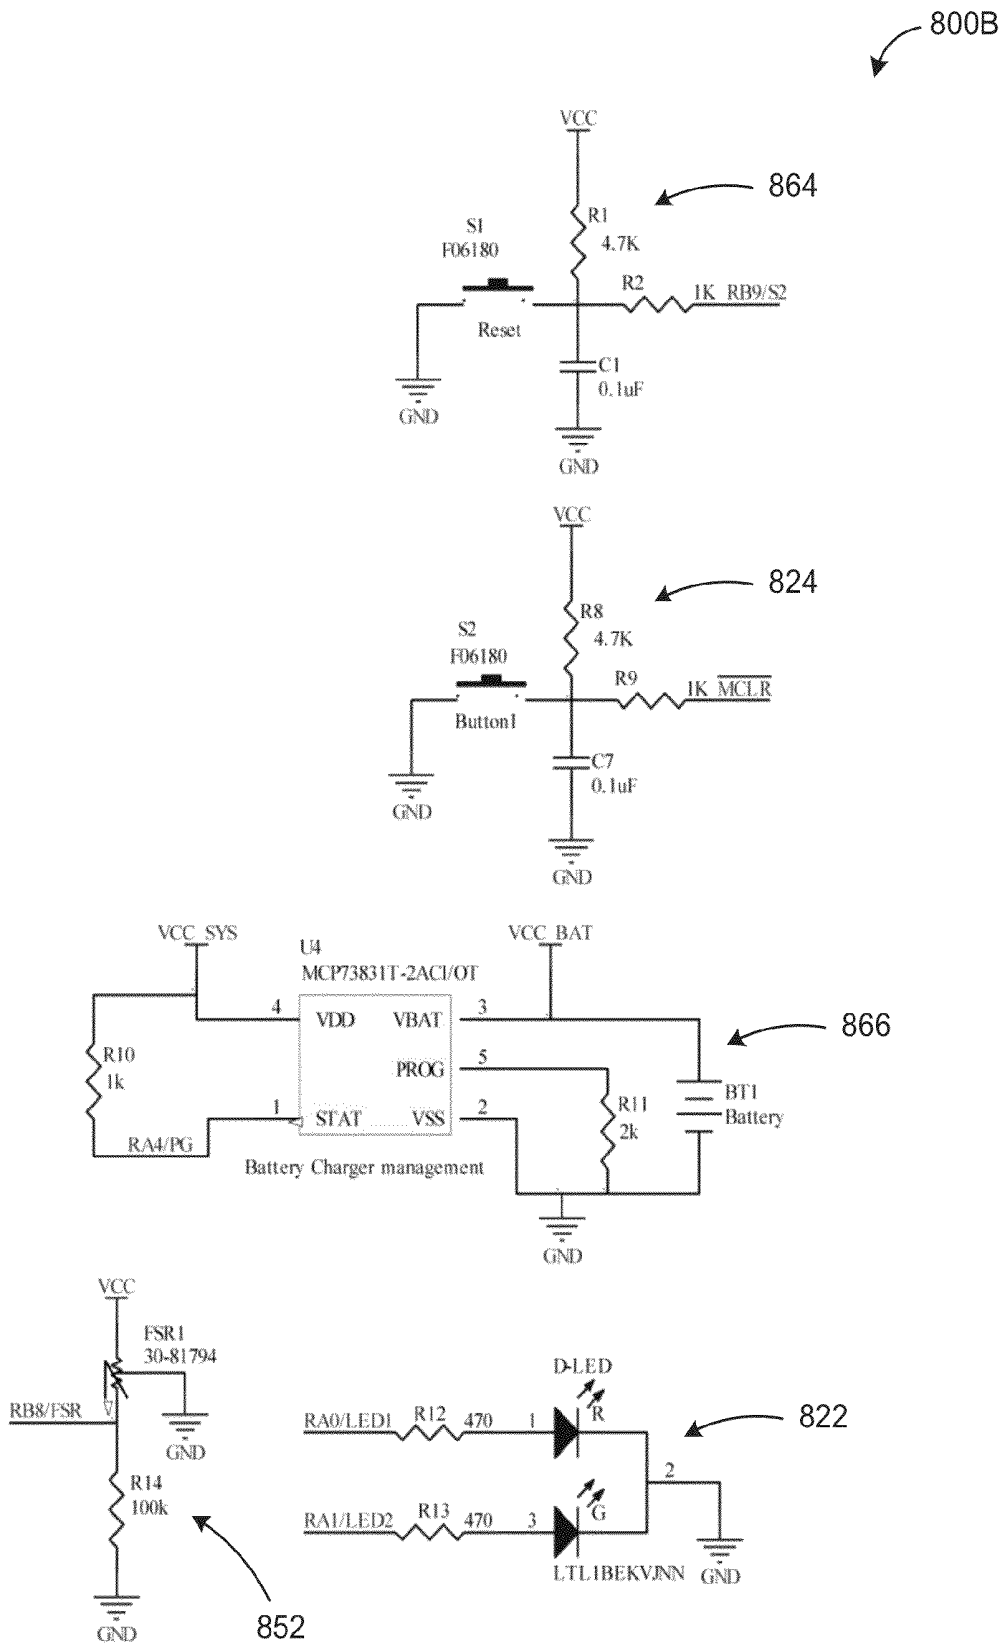 800B
VCC
864
R1
4.7K
S1
F06180
R2
1K RB9/S2
Reset
C1
0.1uF
GND
GND
VCC
824
R8
4.7K
S2
F06180
R9
1K MCLR
Button1
C7
0.1uF
GND
GND
VCC SYS
U4
MCP73831T-2ACI/OT
VCC BAT
4
VDD
VBAT
3
866
R10
1k
PROG
5
BT1
Battery
1
STAT
VSS
2
R11
2k
RA4/PG
Battery Charger management
GND
VCC
FSR1
30-81794
RB8/FSR
GND
R14
100k
GND
852
D-LED
R
RA0/LED1
R12
470
1
822
2
G
RA1/LED2
R13
470
3
LTL1BEKVJNN
GND